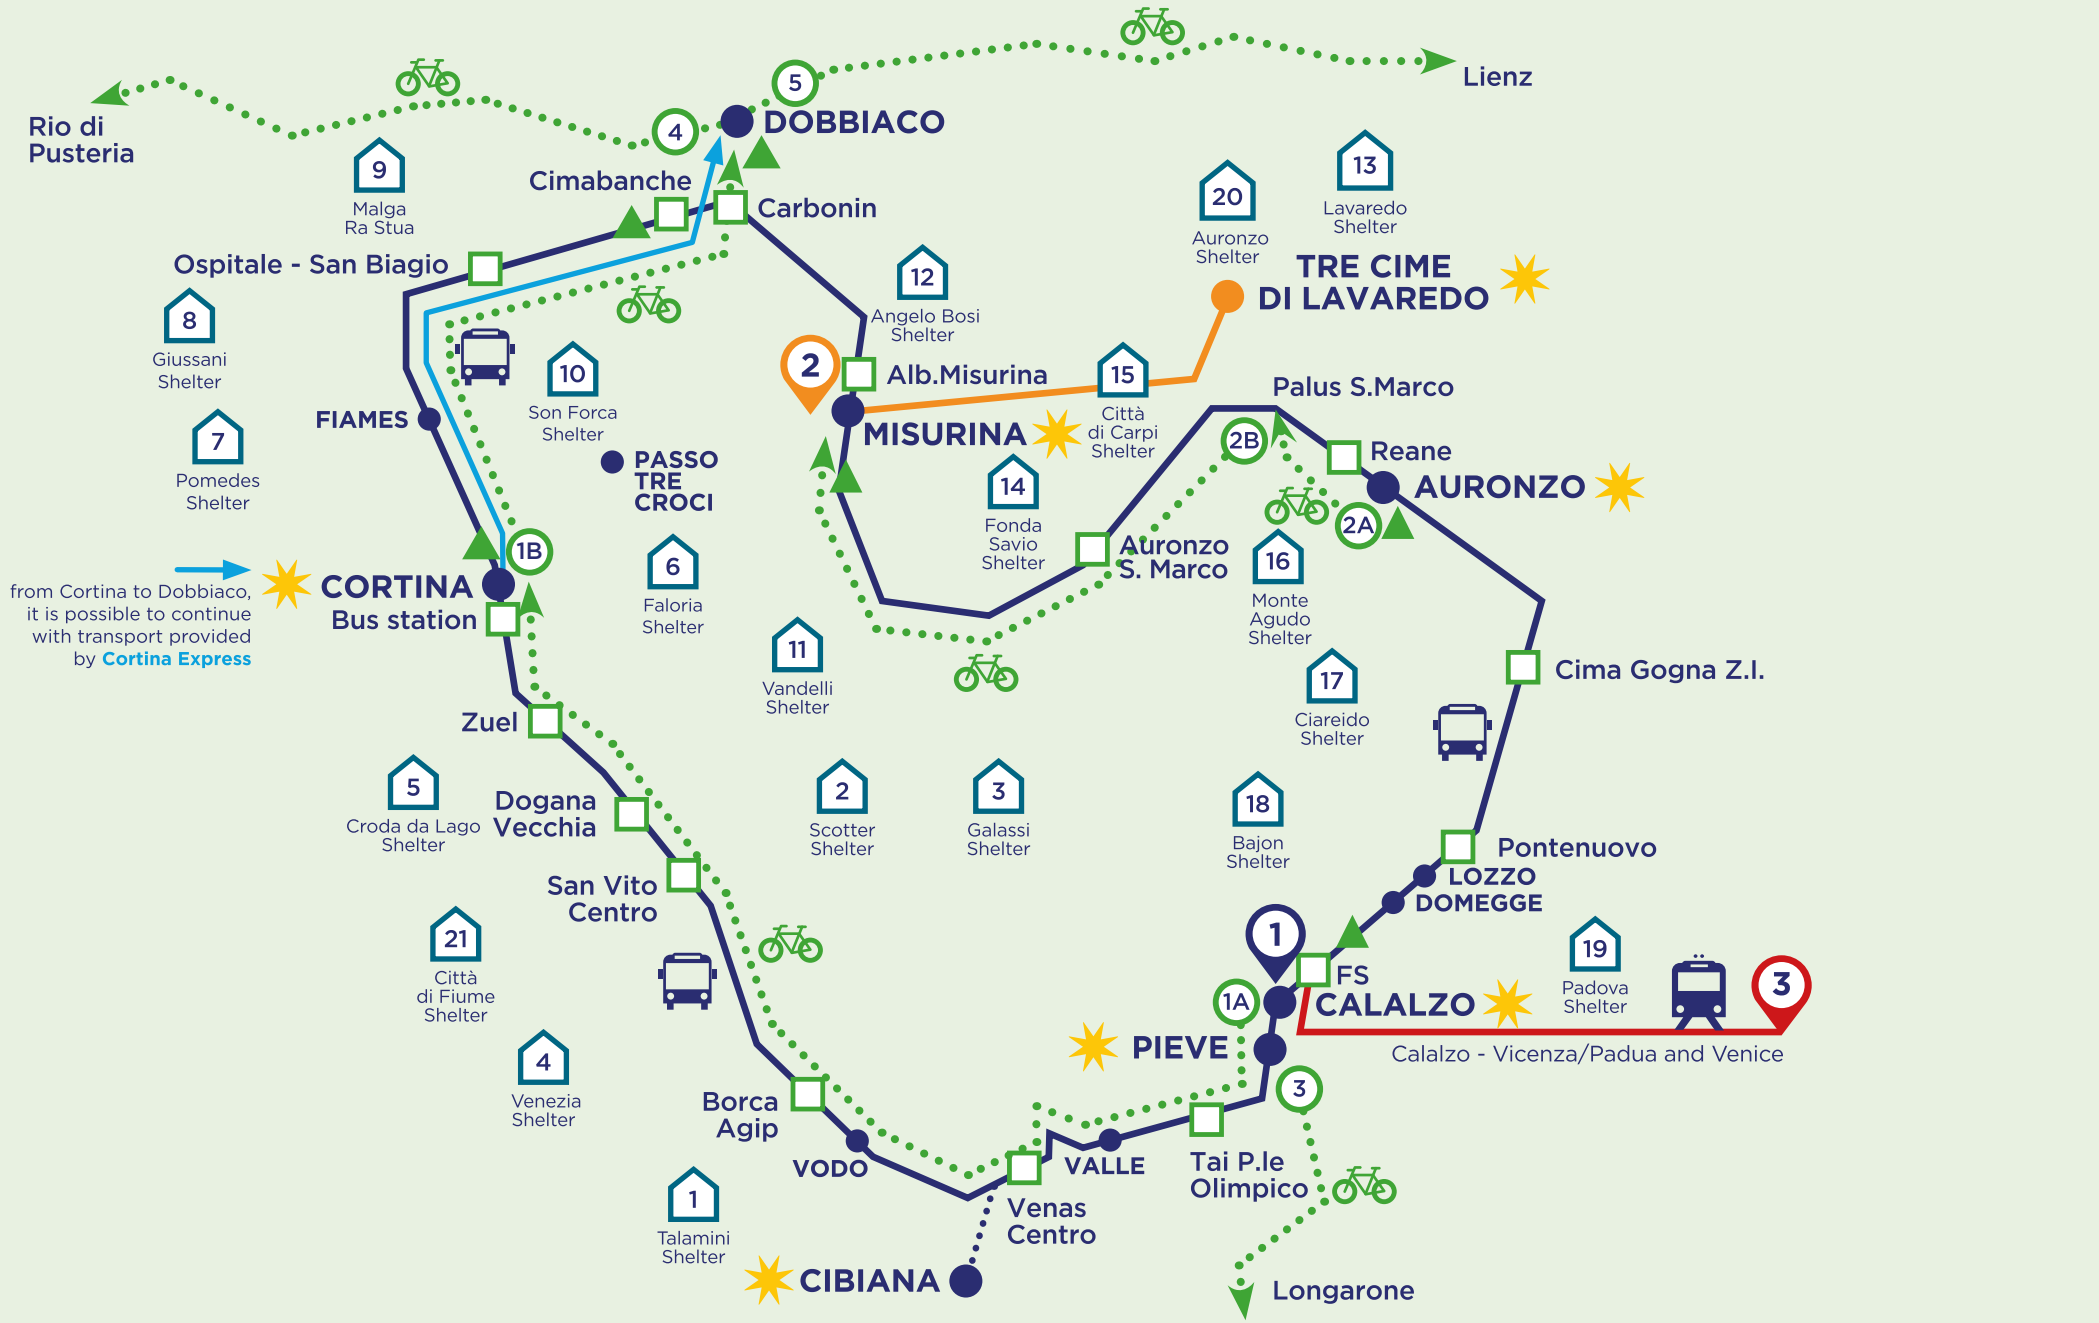 Lienz
5
4
DOBBIACO
Rio di
Pusteria
9
Malga
Ra Stua
Cimabanche
Carbonin
20
Auronzo
Shelter
13
Lavaredo
Shelter
TRE CIME
DI LAVAREDO
Ospitale - San Biagio
12
Angelo Bosi
Shelter
8
Giussani
Shelter
10
Son Forca
Shelter
2
Alb.Misurina
15
Città
di Carpi
Shelter
Palus S.Marco
FIAMES
7
Pomedes
Shelter
MISURINA
2B
Reane
PASSO
TRE
CROCI
14
Fonda
Savio
Shelter
AURONZO
2A
1B
Auronzo
S. Marco
16
Monte
Agudo
Shelter
from Cortina to Dobbiaco,
it is possible to continue
with transport provided
by Cortina Express
CORTINA
Bus station
6
Faloria
Shelter
11
Vandelli
Shelter
17
Ciareido
Shelter
Cima Gogna Z.I.
Zuel
5
Croda da Lago
Shelter
Dogana
Vecchia
2
Scotter
Shelter
3
Galassi
Shelter
18
Bajon
Shelter
Pontenuovo
LOZZO
DOMEGGE
San Vito
Centro
21
Città
di Fiume
Shelter
1
FS
CALALZO
19
Padova
Shelter
3
1A
PIEVE
Calalzo - Vicenza/Padua and Venice
4
Venezia
Shelter
3
Borca
Agip
VODO
VALLE
Tai P.le
Olimpico
1
Talamini
Shelter
Venas
Centro
CIBIANA
Longarone